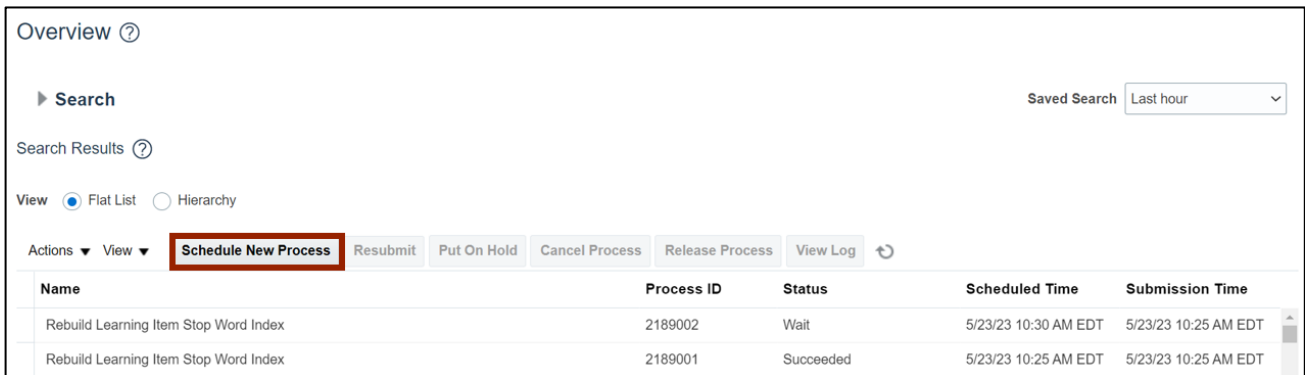 Overview
Search
Saved Search Last hour
Search Results
View Flat List Hierarchy
Actions View Schedule New Process Resubmit Put On Hold Cancel Process Release Process View Log
Name Process ID Status Scheduled Time Submission Time
Rebuild Learning Item Stop Word Index 2189002 Wait 5/23/23 10:30 AM EDT 5/23/23 10:25 AM EDT
Rebuild Learning Item Stop Word Index 2189001 Succeeded 5/23/23 10:25 AM EDT 5/23/23 10:25 AM EDT